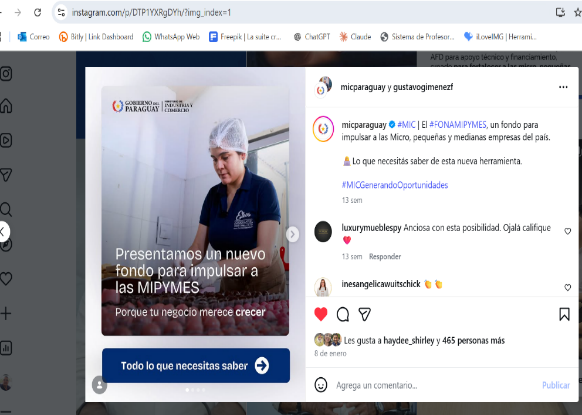 instagram.com/p/DTP1YXRgDYh/?img_index=1
Correo
Bitly | Link Dashboard
WhatsApp Web
Freepik | La suite cr...
ChatGPT
Claude
Sistema de Profesor...
iLoveIMG | Herrami...
AFD para apoyo técnico y financiamiento,
GOBIERNO DEL
PARAGUAY
INDUSTRIA
Y COMERCIO
Presentamos un nuevo
fondo para impulsar a
las MIPYMES
Porque tu negocio merece crecer
Todo lo que necesitas saber
micparaguay y gustavogimenezf
micparaguay #MIC | El #FONAMIPYMES, un fondo para
impulsar a las Micro, pequeñas y medianas empresas del país.
Lo que necesitás saber de esta nueva herramienta.
#MICGenerandoOportunidades
13 sem
luxurymueblespy Anciosa con esta posibilidad. Ojalá califique
13 sem Responder
inesangelicawuitschick
Les gusta a haydee_shirley y 465 personas más
8 de enero
Agrega un comentario...
Publicar